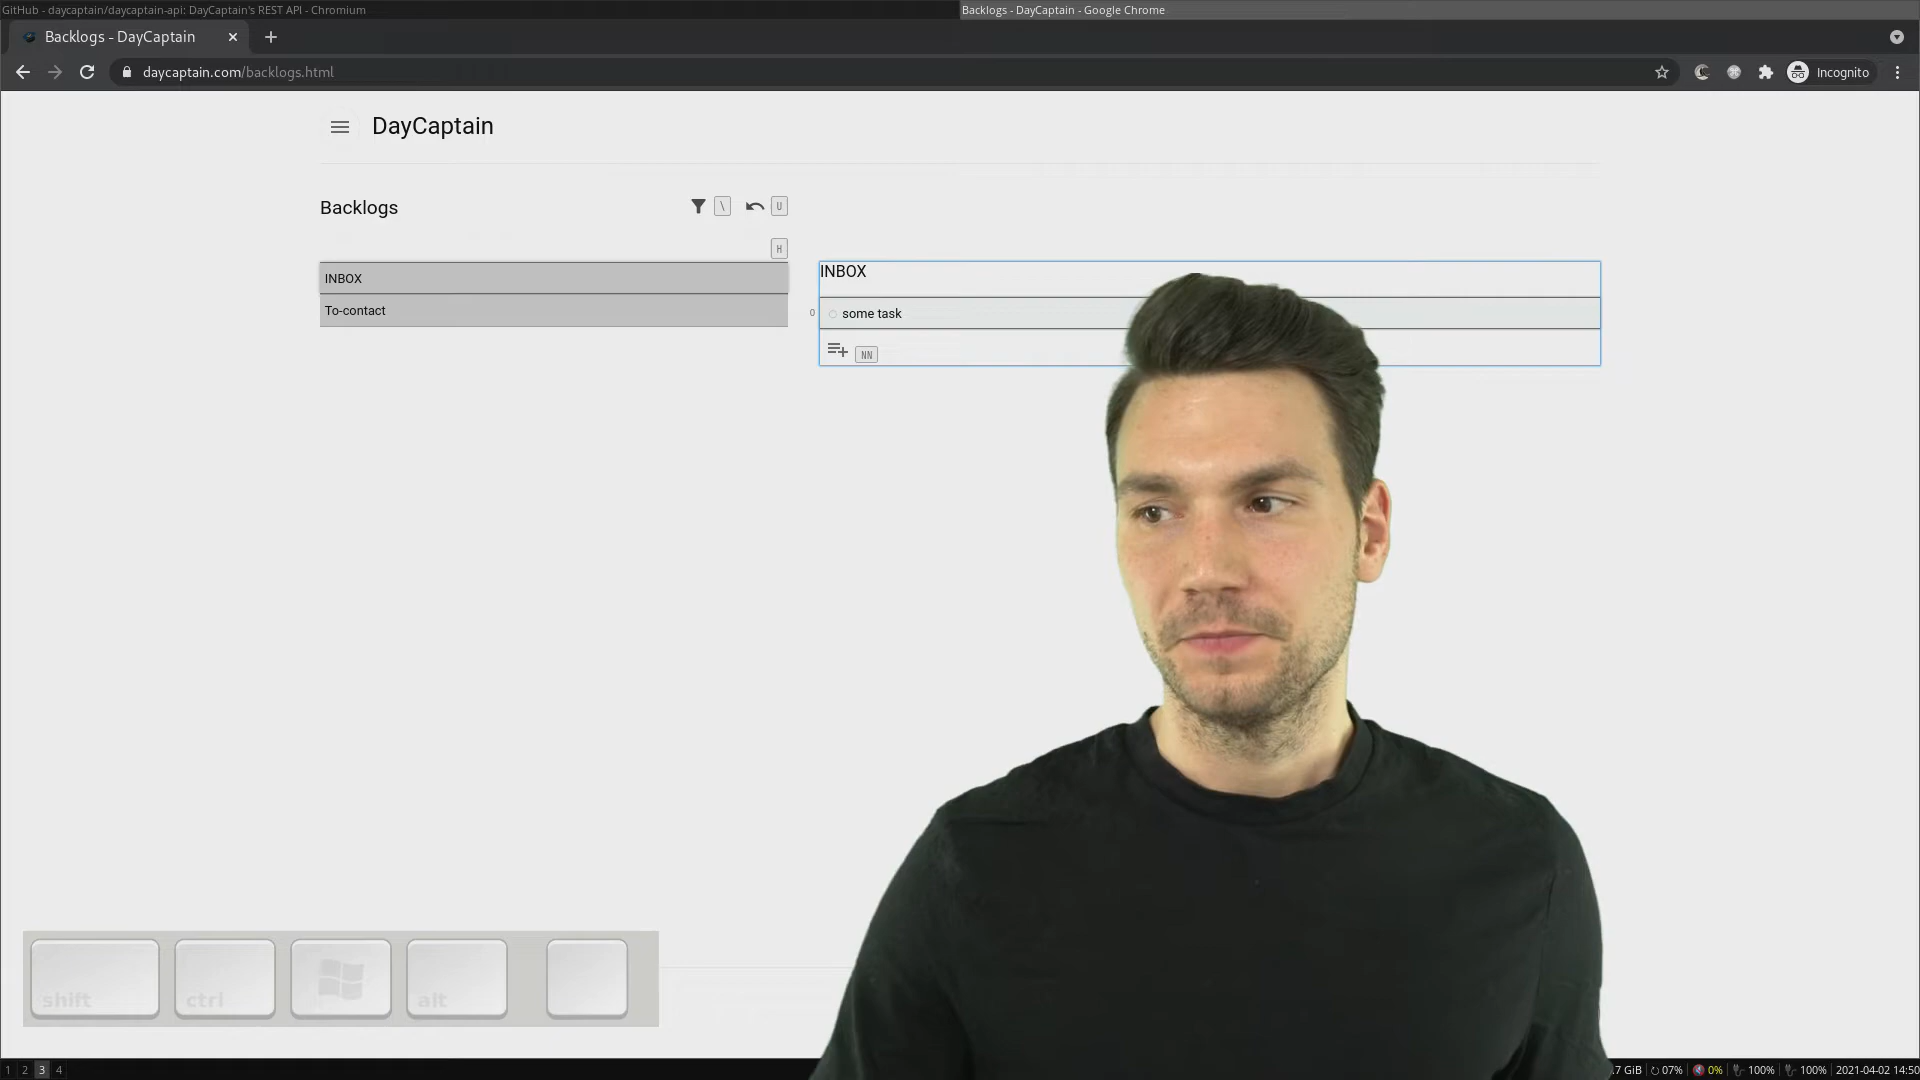 GitHub - daycaptain/daycaptain-api: DayCaptain's REST API - Chromium
Backlogs - DayCaptain - Google Chrome
Backlogs - DayCaptain
daycaptain.com/backlogs.html
Incognito
DayCaptain
Backlogs
\
U
H
INBOX
To-contact
INBOX
0
some task
NN
shift
ctrl
alt
1 2 3 4
.7 GiB | 07% | 0% | 100% | 100% | 2021-04-02 14:50